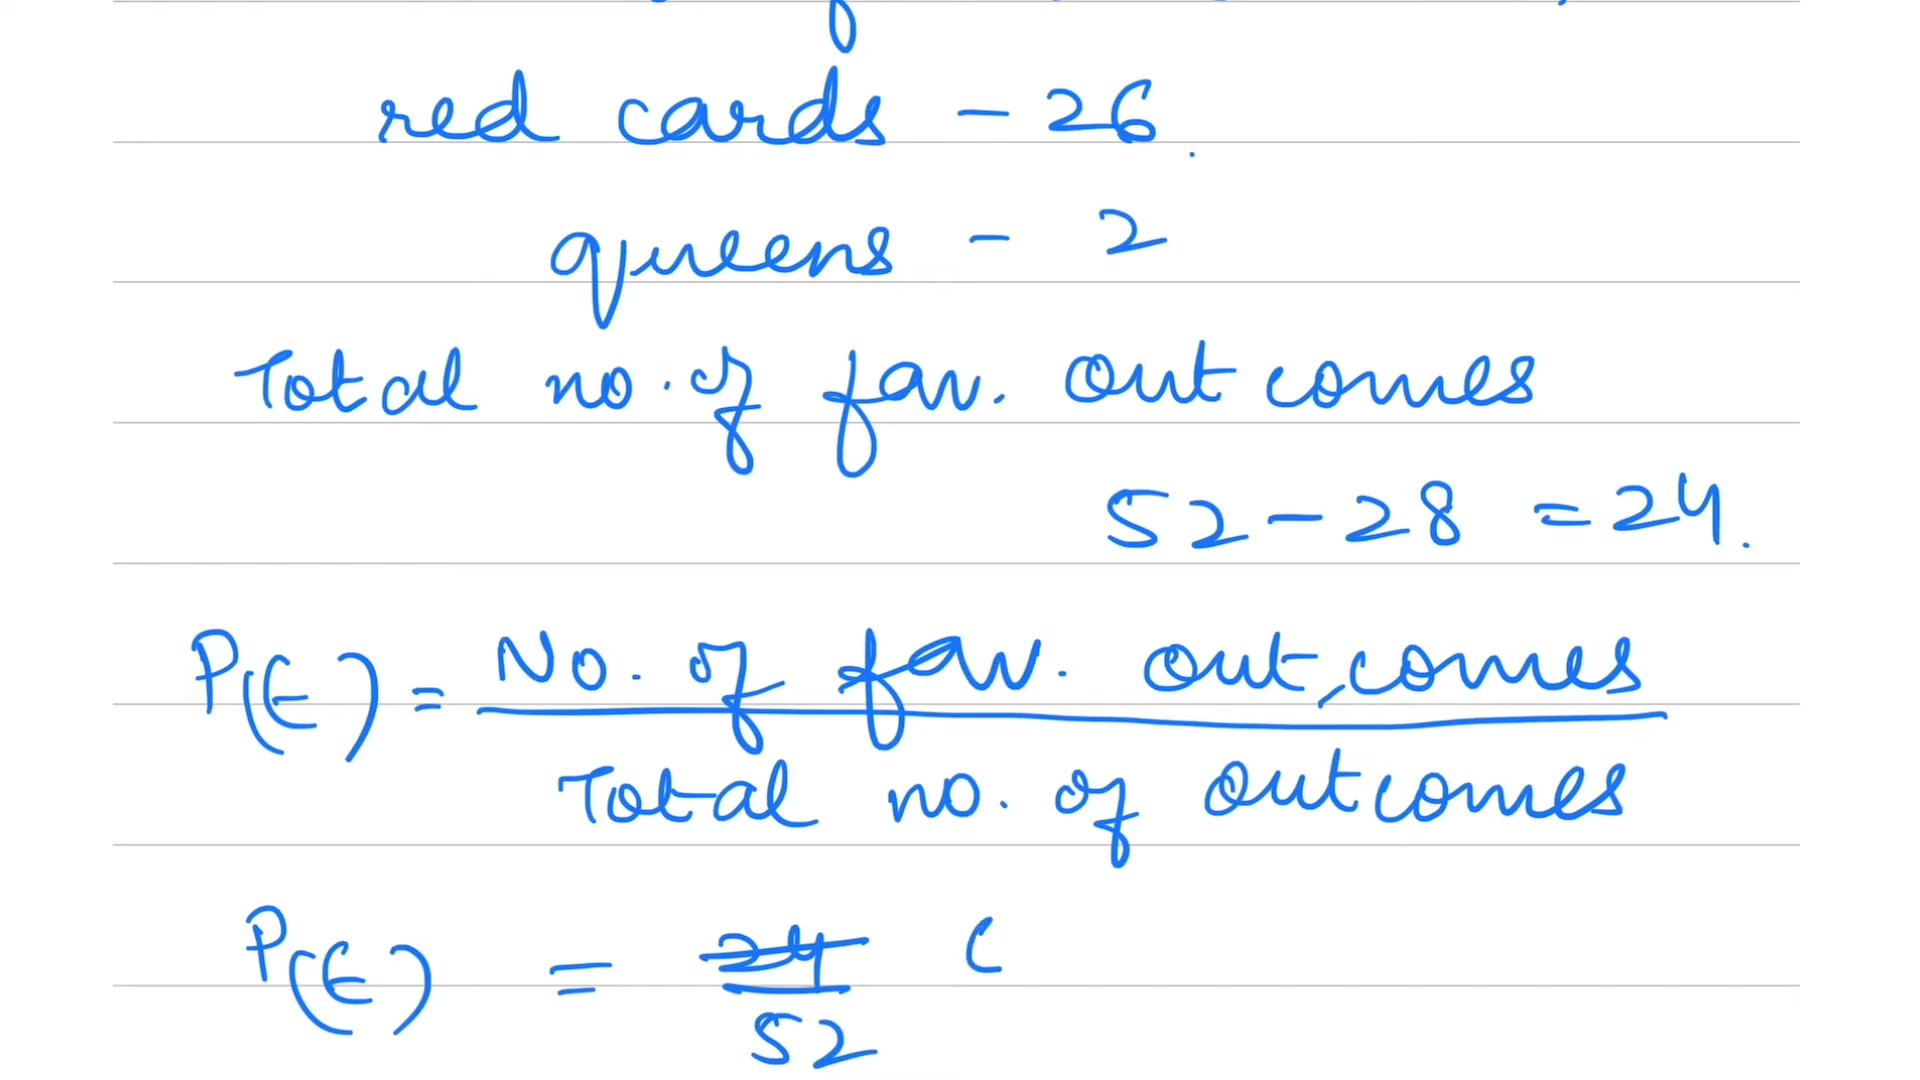 red cards - 26.
queens - 2
Total no. of fav. outcomes
52 - 28 = 24.
P(E) = No. of fav. outcomes
Total no. of outcomes
P(E) = 24
52